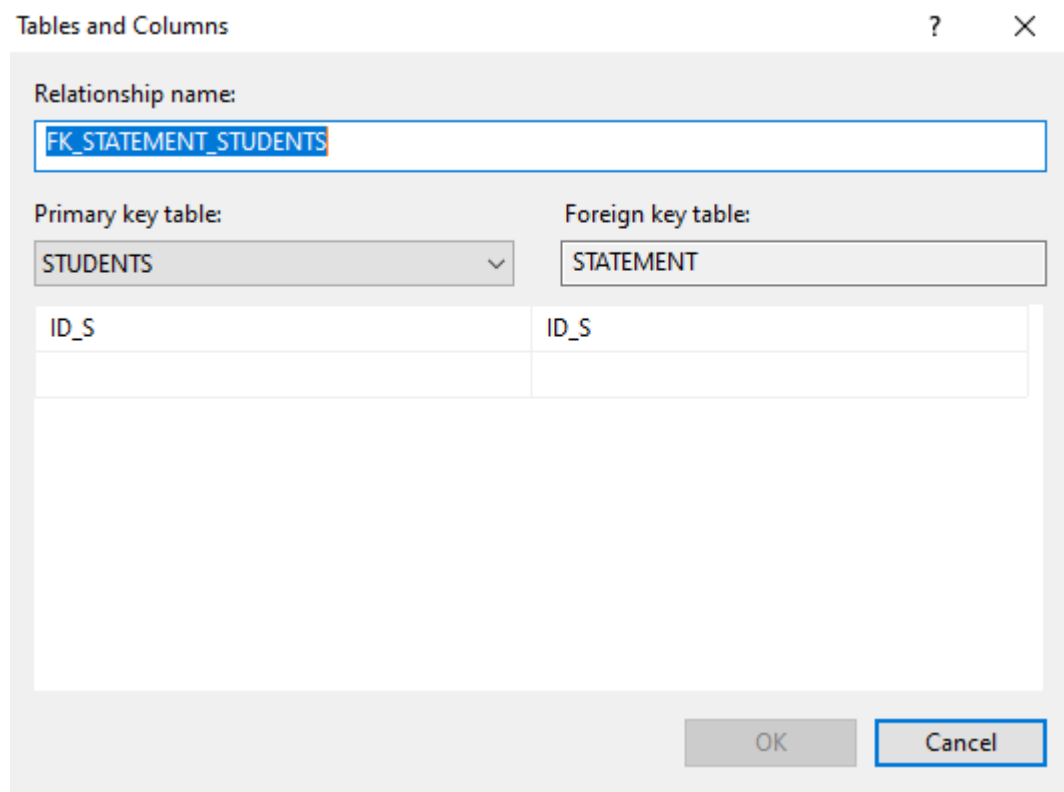 Tables and Columns ?
Relationship name:
FK_STATEMENT_STUDENTS
Primary key table: Foreign key table:
STUDENTS STATEMENT
ID_S ID_S
OK Cancel